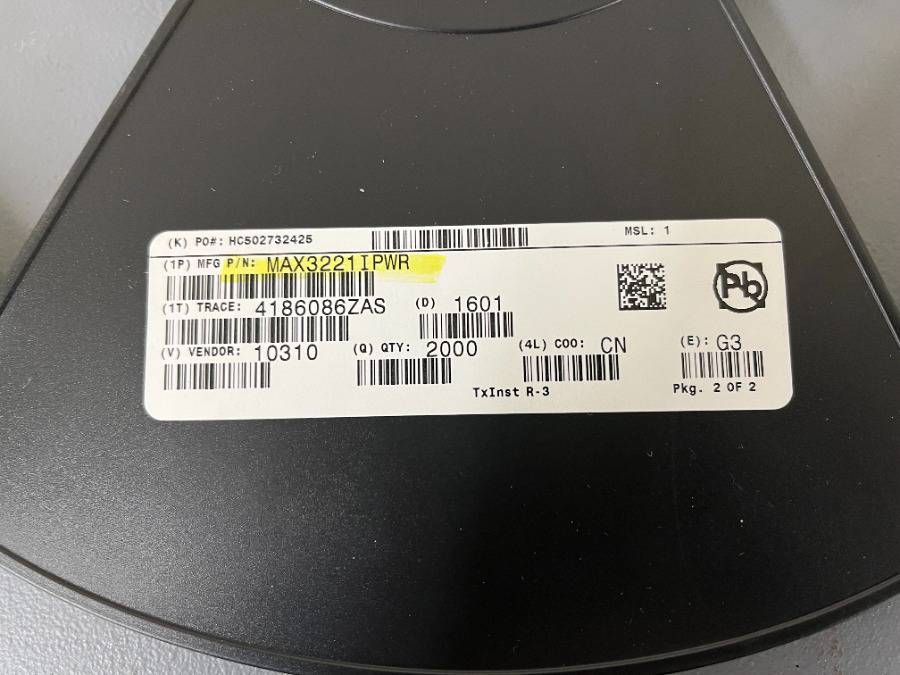 (K) PO#: HC502732425
MSL: 1
(1P) MFG P/N: MAX3221IPWR
Pb
(1T) TRACE: 4186086ZAS (D) 1601
(V) VENDOR: 10310 (Q) QTY: 2000 (4L) COO: CN (E): G3
TxInst R-3
Pkg. 2 OF 2